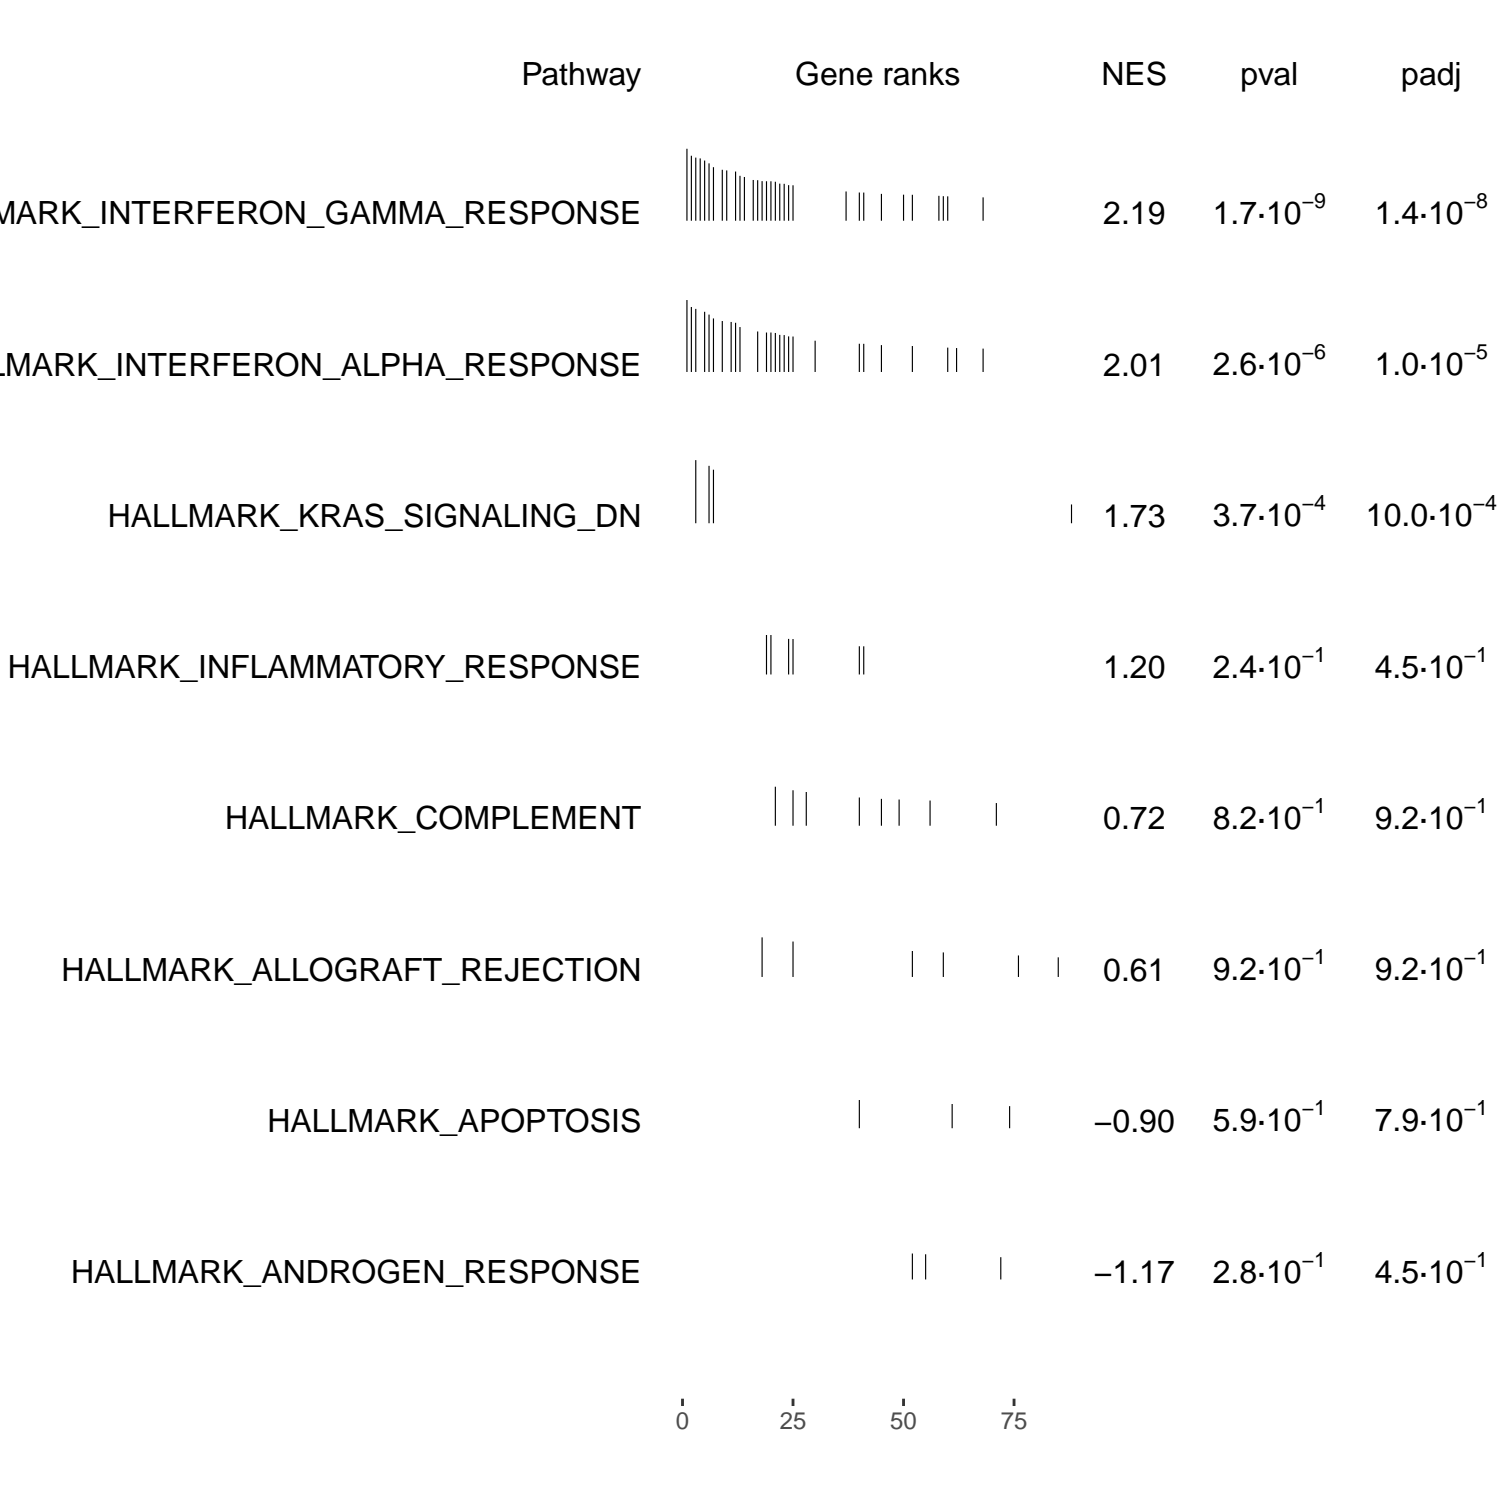 Pathway Gene ranks NES pval padj
MARK_INTERFERON_GAMMA_RESPONSE 2.19 1.7·10⁻⁹ 1.4·10⁻⁸
LMARK_INTERFERON_ALPHA_RESPONSE 2.01 2.6·10⁻⁶ 1.0·10⁻⁵
HALLMARK_KRAS_SIGNALING_DN 1.73 3.7·10⁻⁴ 10.0·10⁻⁴
HALLMARK_INFLAMMATORY_RESPONSE 1.20 2.4·10⁻¹ 4.5·10⁻¹
HALLMARK_COMPLEMENT 0.72 8.2·10⁻¹ 9.2·10⁻¹
HALLMARK_ALLOGRAFT_REJECTION 0.61 9.2·10⁻¹ 9.2·10⁻¹
HALLMARK_APOPTOSIS −0.90 5.9·10⁻¹ 7.9·10⁻¹
HALLMARK_ANDROGEN_RESPONSE −1.17 2.8·10⁻¹ 4.5·10⁻¹
0 25 50 75